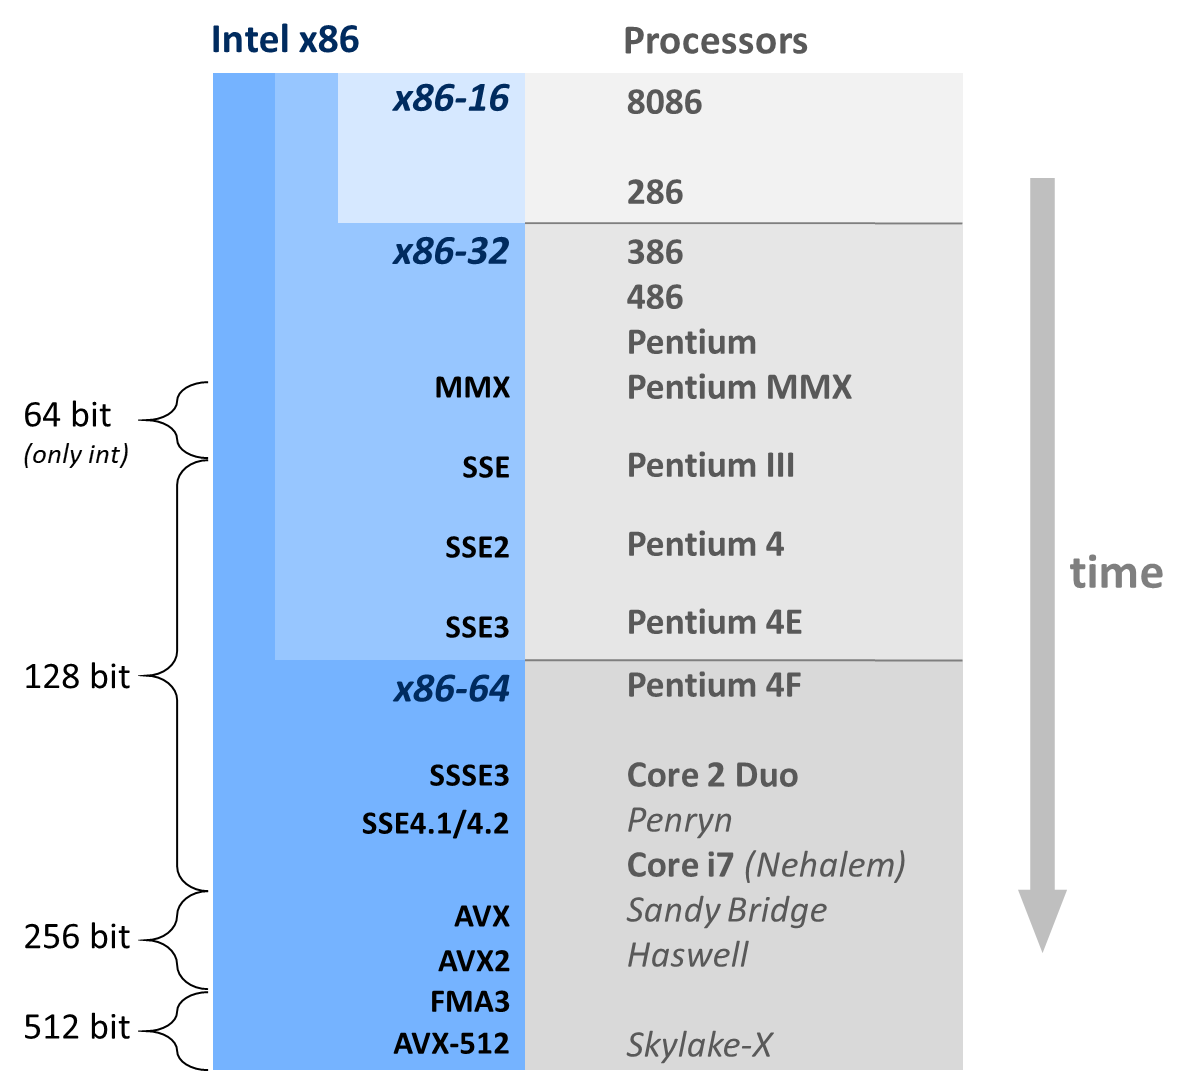 Intel x86 Processors
x86-16 8086
286
x86-32 386
486
Pentium
MMX Pentium MMX
64 bit
(only int)
SSE Pentium III
SSE2 Pentium 4
time
SSE3 Pentium 4E
128 bit
x86-64 Pentium 4F
SSSE3 Core 2 Duo
SSE4.1/4.2 Penryn
Core i7 (Nehalem)
AVX Sandy Bridge
256 bit
AVX2 Haswell
FMA3
512 bit
AVX-512 Skylake-X